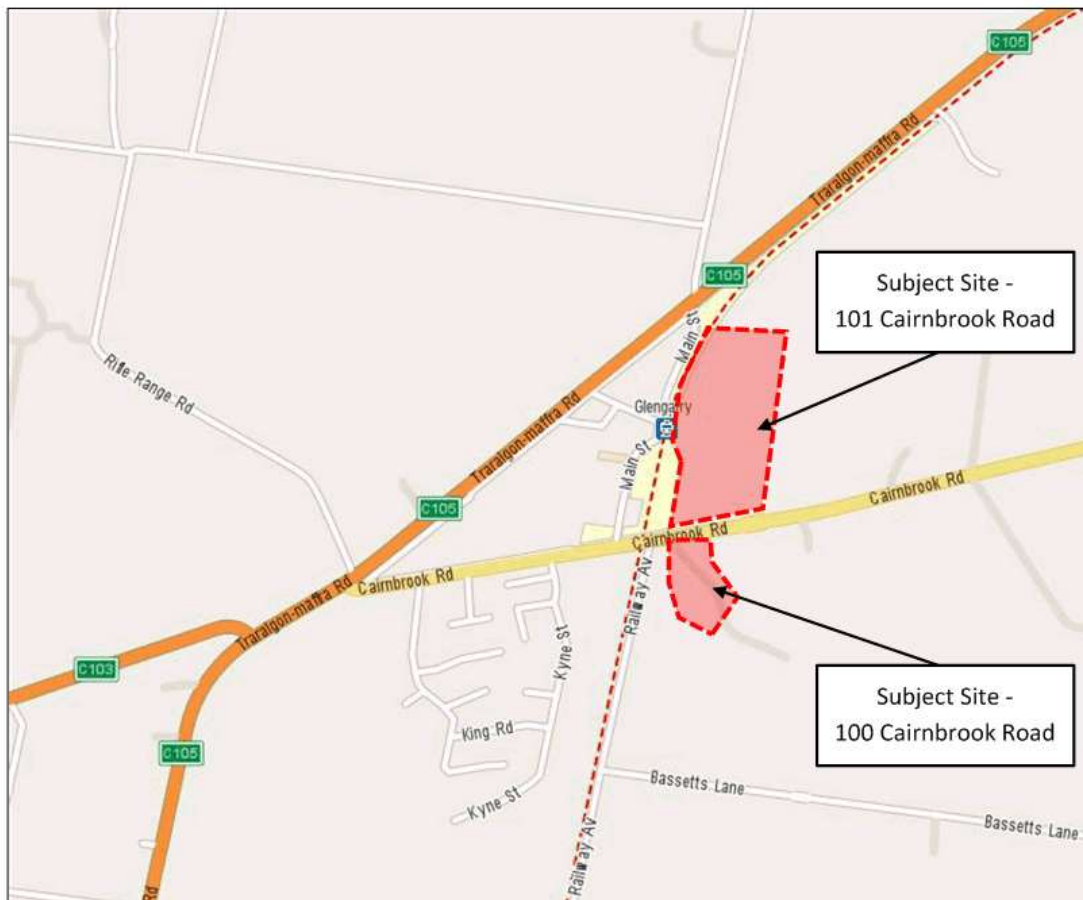 C105
Traralgon-maffra Rd
C105
Subject Site -
101 Cairnbrook Road
Main St
Rifle Range Rd
Glengarry
Traralgon-maffra Rd
Main St
Cairnbrook Rd
C105
Cairnbrook Rd
Cairnbrook Rd
Traralgon-maffra Rd
Railway Av
Kyne St
C103
Subject Site -
100 Cairnbrook Road
King Rd
C105
Bassetts Lane
Kyne St
Bassetts Lane
Railway Av
Rd